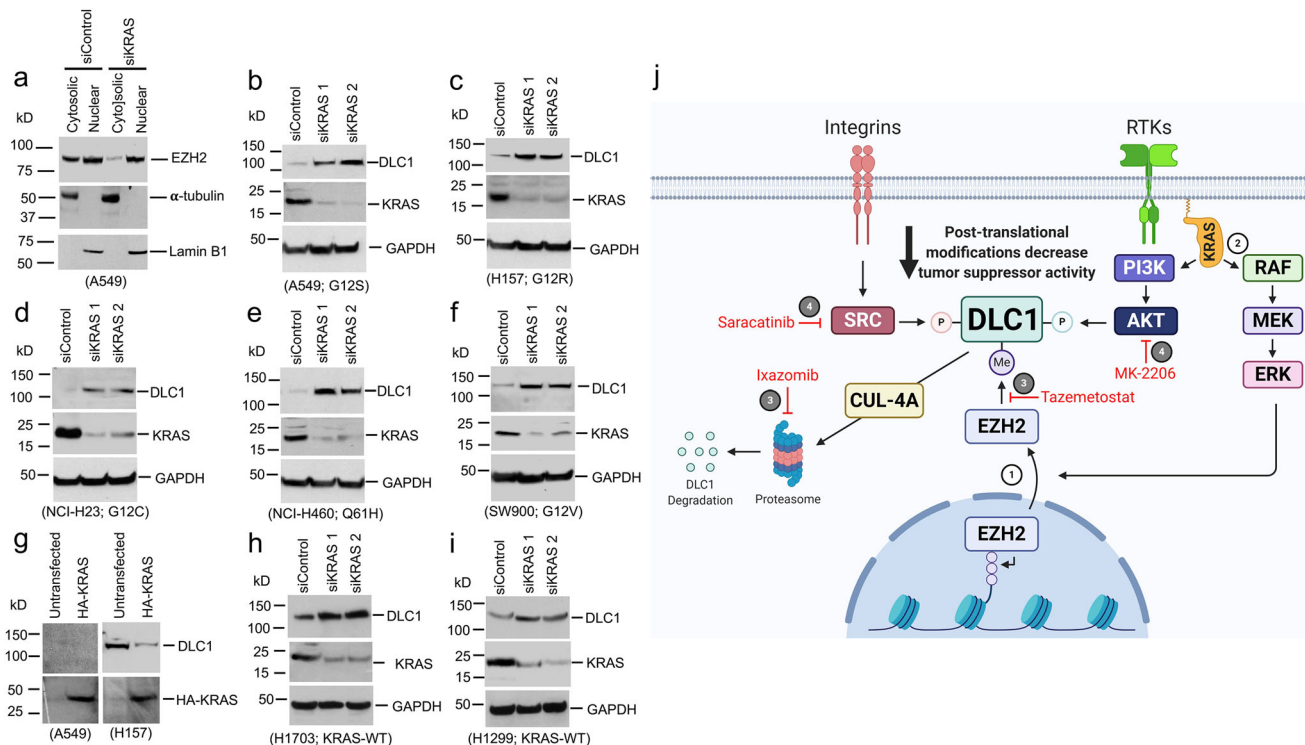 a
siControl
siKRAS
kD
Cytosolic
Nuclear
Cyto]solic
Nuclear
100
75
EZH2
50
37
α-tubulin
50
Lamin B1
(A549)
b
kD
siControl
siKRAS 1
siKRAS 2
150
100
DLC1
25
15
KRAS
50
GAPDH
(A549; G12S)
c
kD
siControl
siKRAS 1
siKRAS 2
150
100
DLC1
25
15
KRAS
50
GAPDH
(H157; G12R)
d
kD
siControl
siKRAS 1
siKRAS 2
150
100
DLC1
25
15
KRAS
50
GAPDH
(NCI-H23; G12C)
e
kD
siControl
siKRAS 1
siKRAS 2
150
100
DLC1
25
15
KRAS
50
GAPDH
(NCI-H460; Q61H)
f
kD
siControl
siKRAS 1
siKRAS 2
150
100
DLC1
25
15
KRAS
50
GAPDH
(SW900; G12V)
g
kD
Untransfected
HA-KRAS
Untransfected
HA-KRAS
150
100
DLC1
50
25
HA-KRAS
(A549)
(H157)
h
kD
siControl
siKRAS 1
siKRAS 2
150
100
DLC1
25
15
KRAS
50
GAPDH
(H1703; KRAS-WT)
i
kD
siControl
siKRAS 1
siKRAS 2
150
100
DLC1
25
15
KRAS
50
GAPDH
(H1299; KRAS-WT)
j
Integrins
RTKs
Post-translational
modifications decrease
tumor suppressor activity
KRAS
2
PI3K
RAF
Saracatinib
4
SRC
P
DLC1
P
AKT
MEK
Me
4
MK-2206
ERK
Ixazomib
3
CUL-4A
3
Tazemetostat
EZH2
DLC1
Degradation
Proteasome
1
EZH2